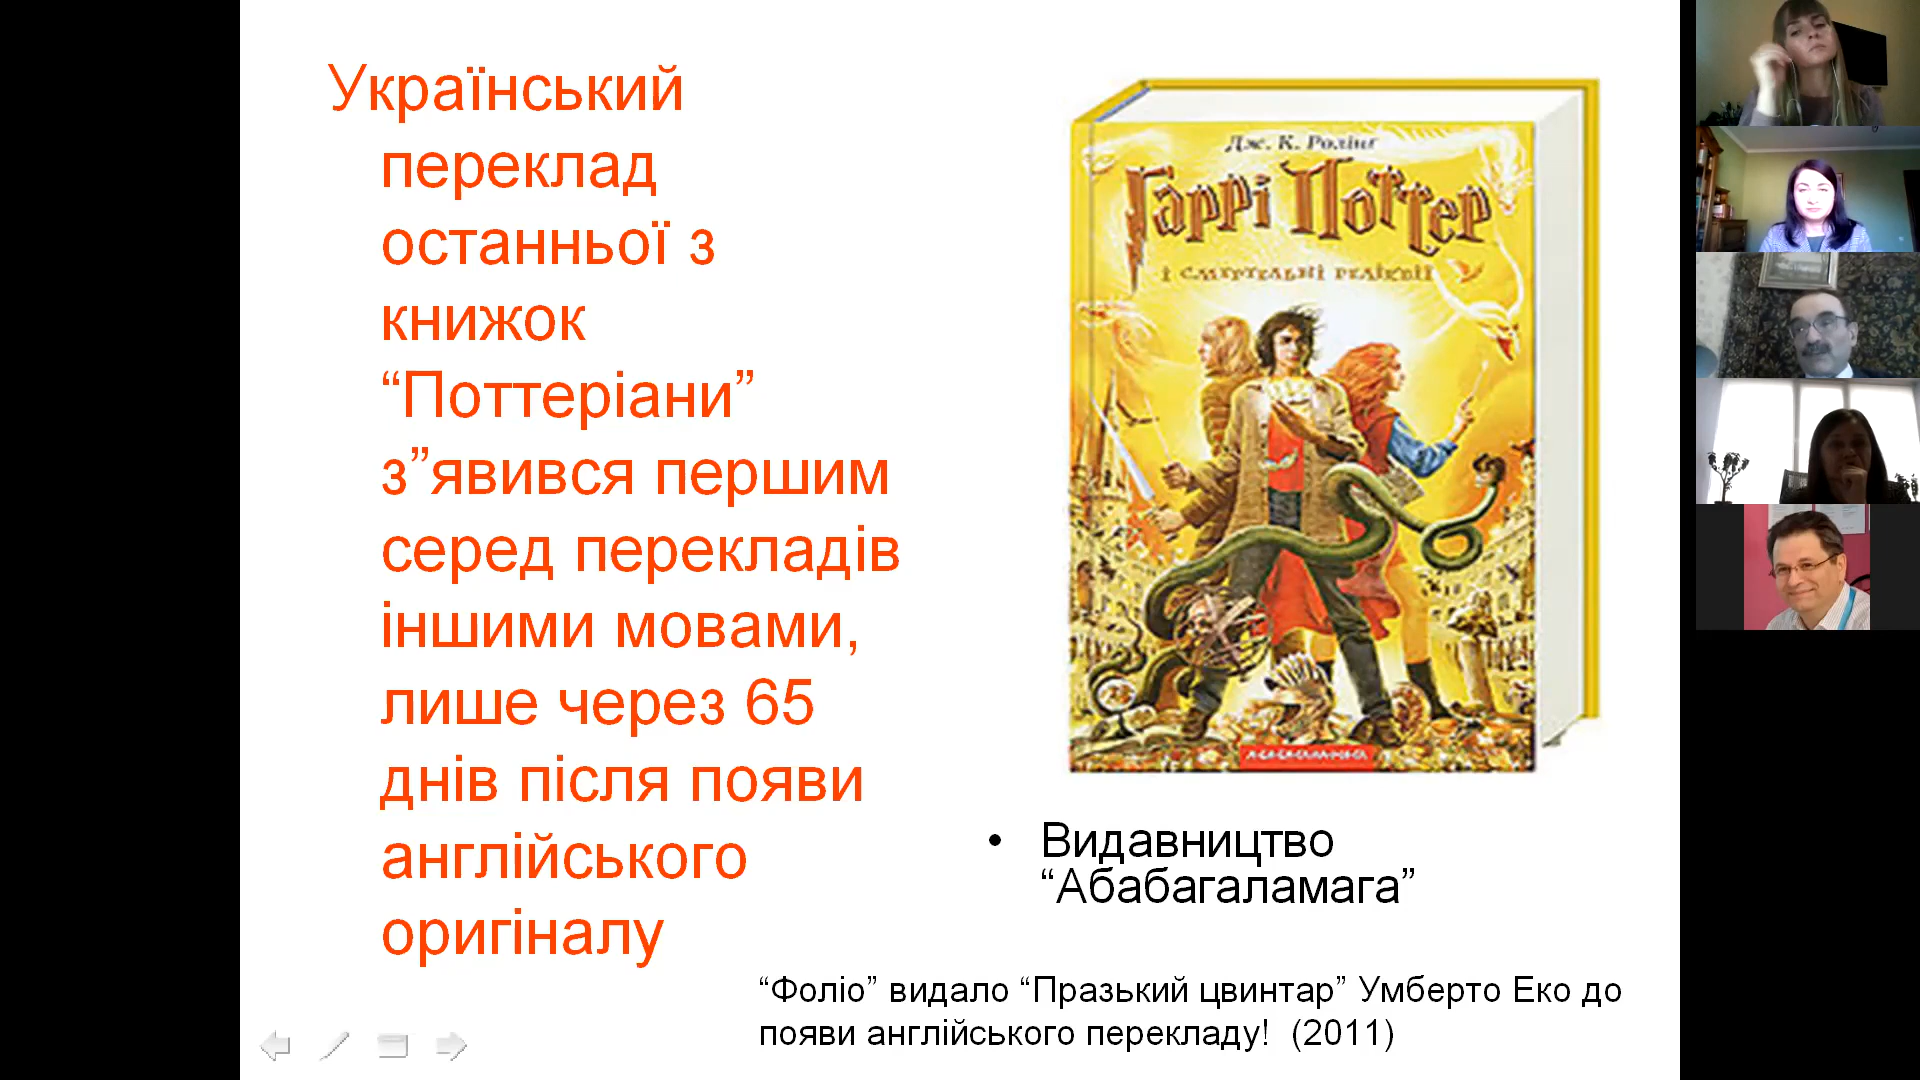 Український
переклад
останньої з
книжок
“Поттеріани”
з”явився першим
серед перекладів
іншими мовами,
лише через 65
днів після появи
англійського
оригіналу
Дж. К. Ролінґ
Гаррі Поттер
і смертельні реліквії
А-БА-БА-ГА-ЛА-МА-ГА
• Видавництво
“Абабагаламага”
“Фоліо” видало “Празький цвинтар” Умберто Еко до
появи англійського перекладу! (2011)